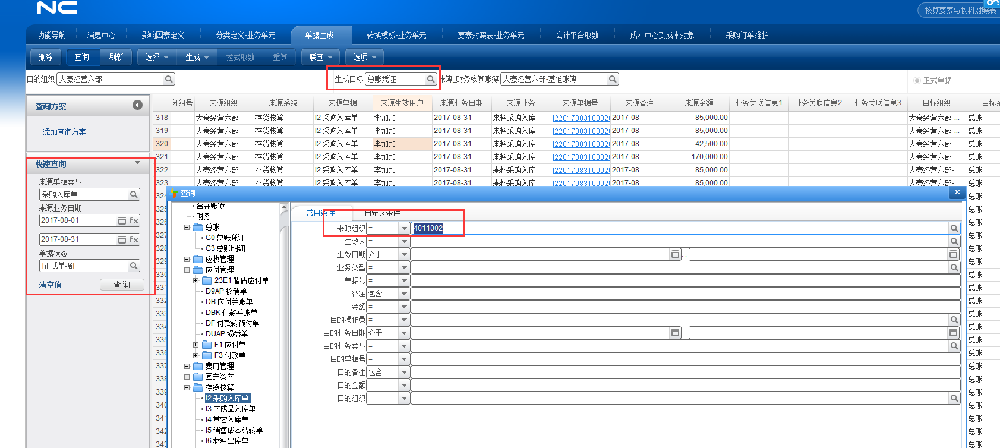 NC
核算要素与物料对照表
功能导航 消息中心 影响因素定义 分类定义-业务单元 单据生成 转换模板-业务单元 要素对照表-业务单元 会计平台取数 成本中心到成本对象 采购订单维护
删除 查询 刷新 选择 生成 拉式取数 重算 联查 选项
目的组织 大豪经营六部 生成目标 总账凭证 账簿_财务核算账簿 大豪经营六部-基准账簿 正式单据
查询方案
添加查询方案
快速查询
来源单据类型
采购入库单
来源业务日期
2017-08-01
-2017-08-31
单据状态
[正式单据]
清空值 查询
分组号 来源组织 来源系统 来源单据 来源生效用户 来源业务日期 来源业务 来源单据号 来源备注 来源金额 业务关联信息1 业务关联信息2 业务关联信息3 目标组织
318 大豪经营六部 存货核算 I2 采购入库单 李加加 2017-08-31 来料采购入库 I220170831000 2017-08 85,000.00 大豪经营六部-... 总账
319 大豪经营六部 存货核算 I2 采购入库单 李加加 2017-08-31 来料采购入库 I220170831000 2017-08 85,000.00 大豪经营六部-... 总账
320 大豪经营六部 存货核算 I2 采购入库单 李加加 2017-08-31 来料采购入库 I220170831000 2017-08 42,500.00 大豪经营六部-... 总账
321 大豪经营六部 存货核算 I2 采购入库单 李加加 2017-08-31 来料采购入库 I220170831000 2017-08 170,000.00 大豪经营六部-... 总账
322 大豪经营六部 存货核算 I2 采购入库单 李加加 2017-08-31 来料采购入库 I220170831000 2017-08 85,000.00 大豪经营六部-... 总账
323 大豪经营六部 存货核算 I2 采购入库单 李加加 2017-08-31 来料采购入库 I220170831000 2017-08 85,000.00 大豪经营六部-... 总账
324 总账
325 总账
326 总账
327 总账
328 总账
329 总账
330 总账
331 总账
332 总账
333 总账
334 总账
335 总账
336 总账
337 总账
338 总账
339 总账
340 总账
341 总账
342 总账
343 总账
查询
合并账簿
财务
总账
C0 总账凭证
C3 总账明细
应收管理
应付管理
23E1 暂估应付单
D9AP 核销单
DB 应付并账单
DBK 付款并账单
DF 付款转预付单
DUAP 损益单
F1 应付单
F3 付款单
费用管理
固定资产
存货核算
I2 采购入库单
I3 产成品入库单
I4 其它入库单
I5 销售成本结转单
I6 材料出库单
常用条件 自定义条件
来源组织 = 4011002
生效人 =
生效日期 介于 ..
业务类型 =
单据号 =
备注 包含
金额 =
目的操作员 =
目的业务日期 介于 ..
目的业务类型 =
目的单据号 =
目的备注 包含
目的金额 =
目的组织 =